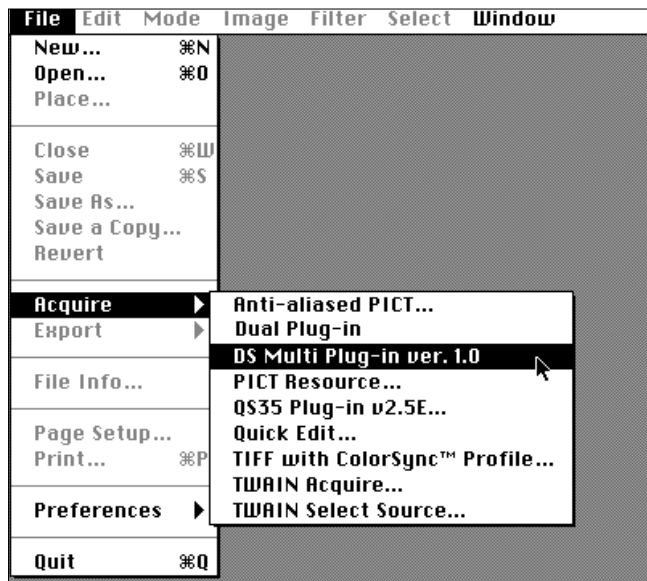 File Edit Mode Image Filter Select Window
New... ⌘N
Open... ⌘O
Place...
Close ⌘W
Save ⌘S
Save As...
Save a Copy...
Revert
Acquire
Export
File Info...
Page Setup...
Print... ⌘P
Preferences
Quit ⌘Q
Anti-aliased PICT...
Dual Plug-in
DS Multi Plug-in ver. 1.0
PICT Resource...
QS35 Plug-in v2.5E...
Quick Edit...
TIFF with ColorSync™ Profile...
TWAIN Acquire...
TWAIN Select Source...